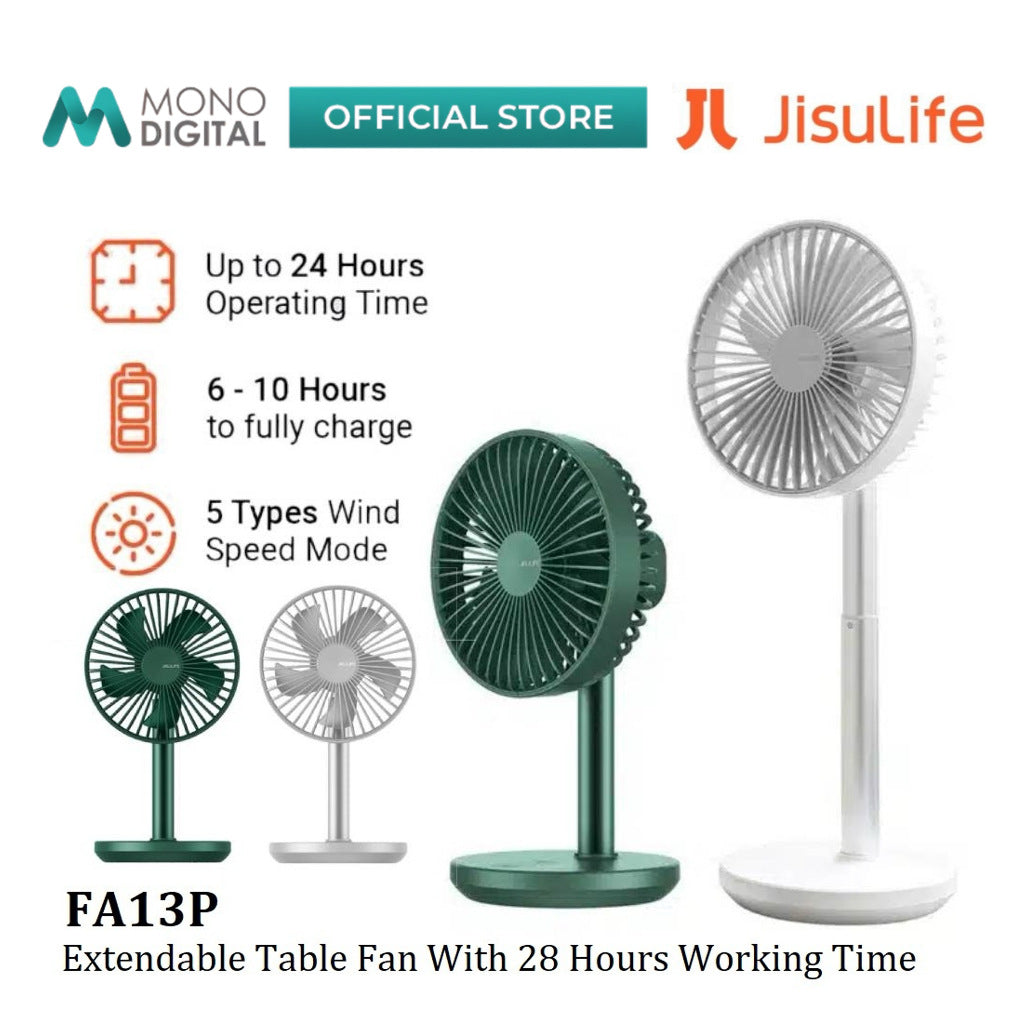 MONO
DIGITAL
OFFICIAL STORE
JisuLife
Up to 24 Hours
Operating Time
6 - 10 Hours
to fully charge
5 Types Wind
Speed Mode
FA13P
Extendable Table Fan With 28 Hours Working Time